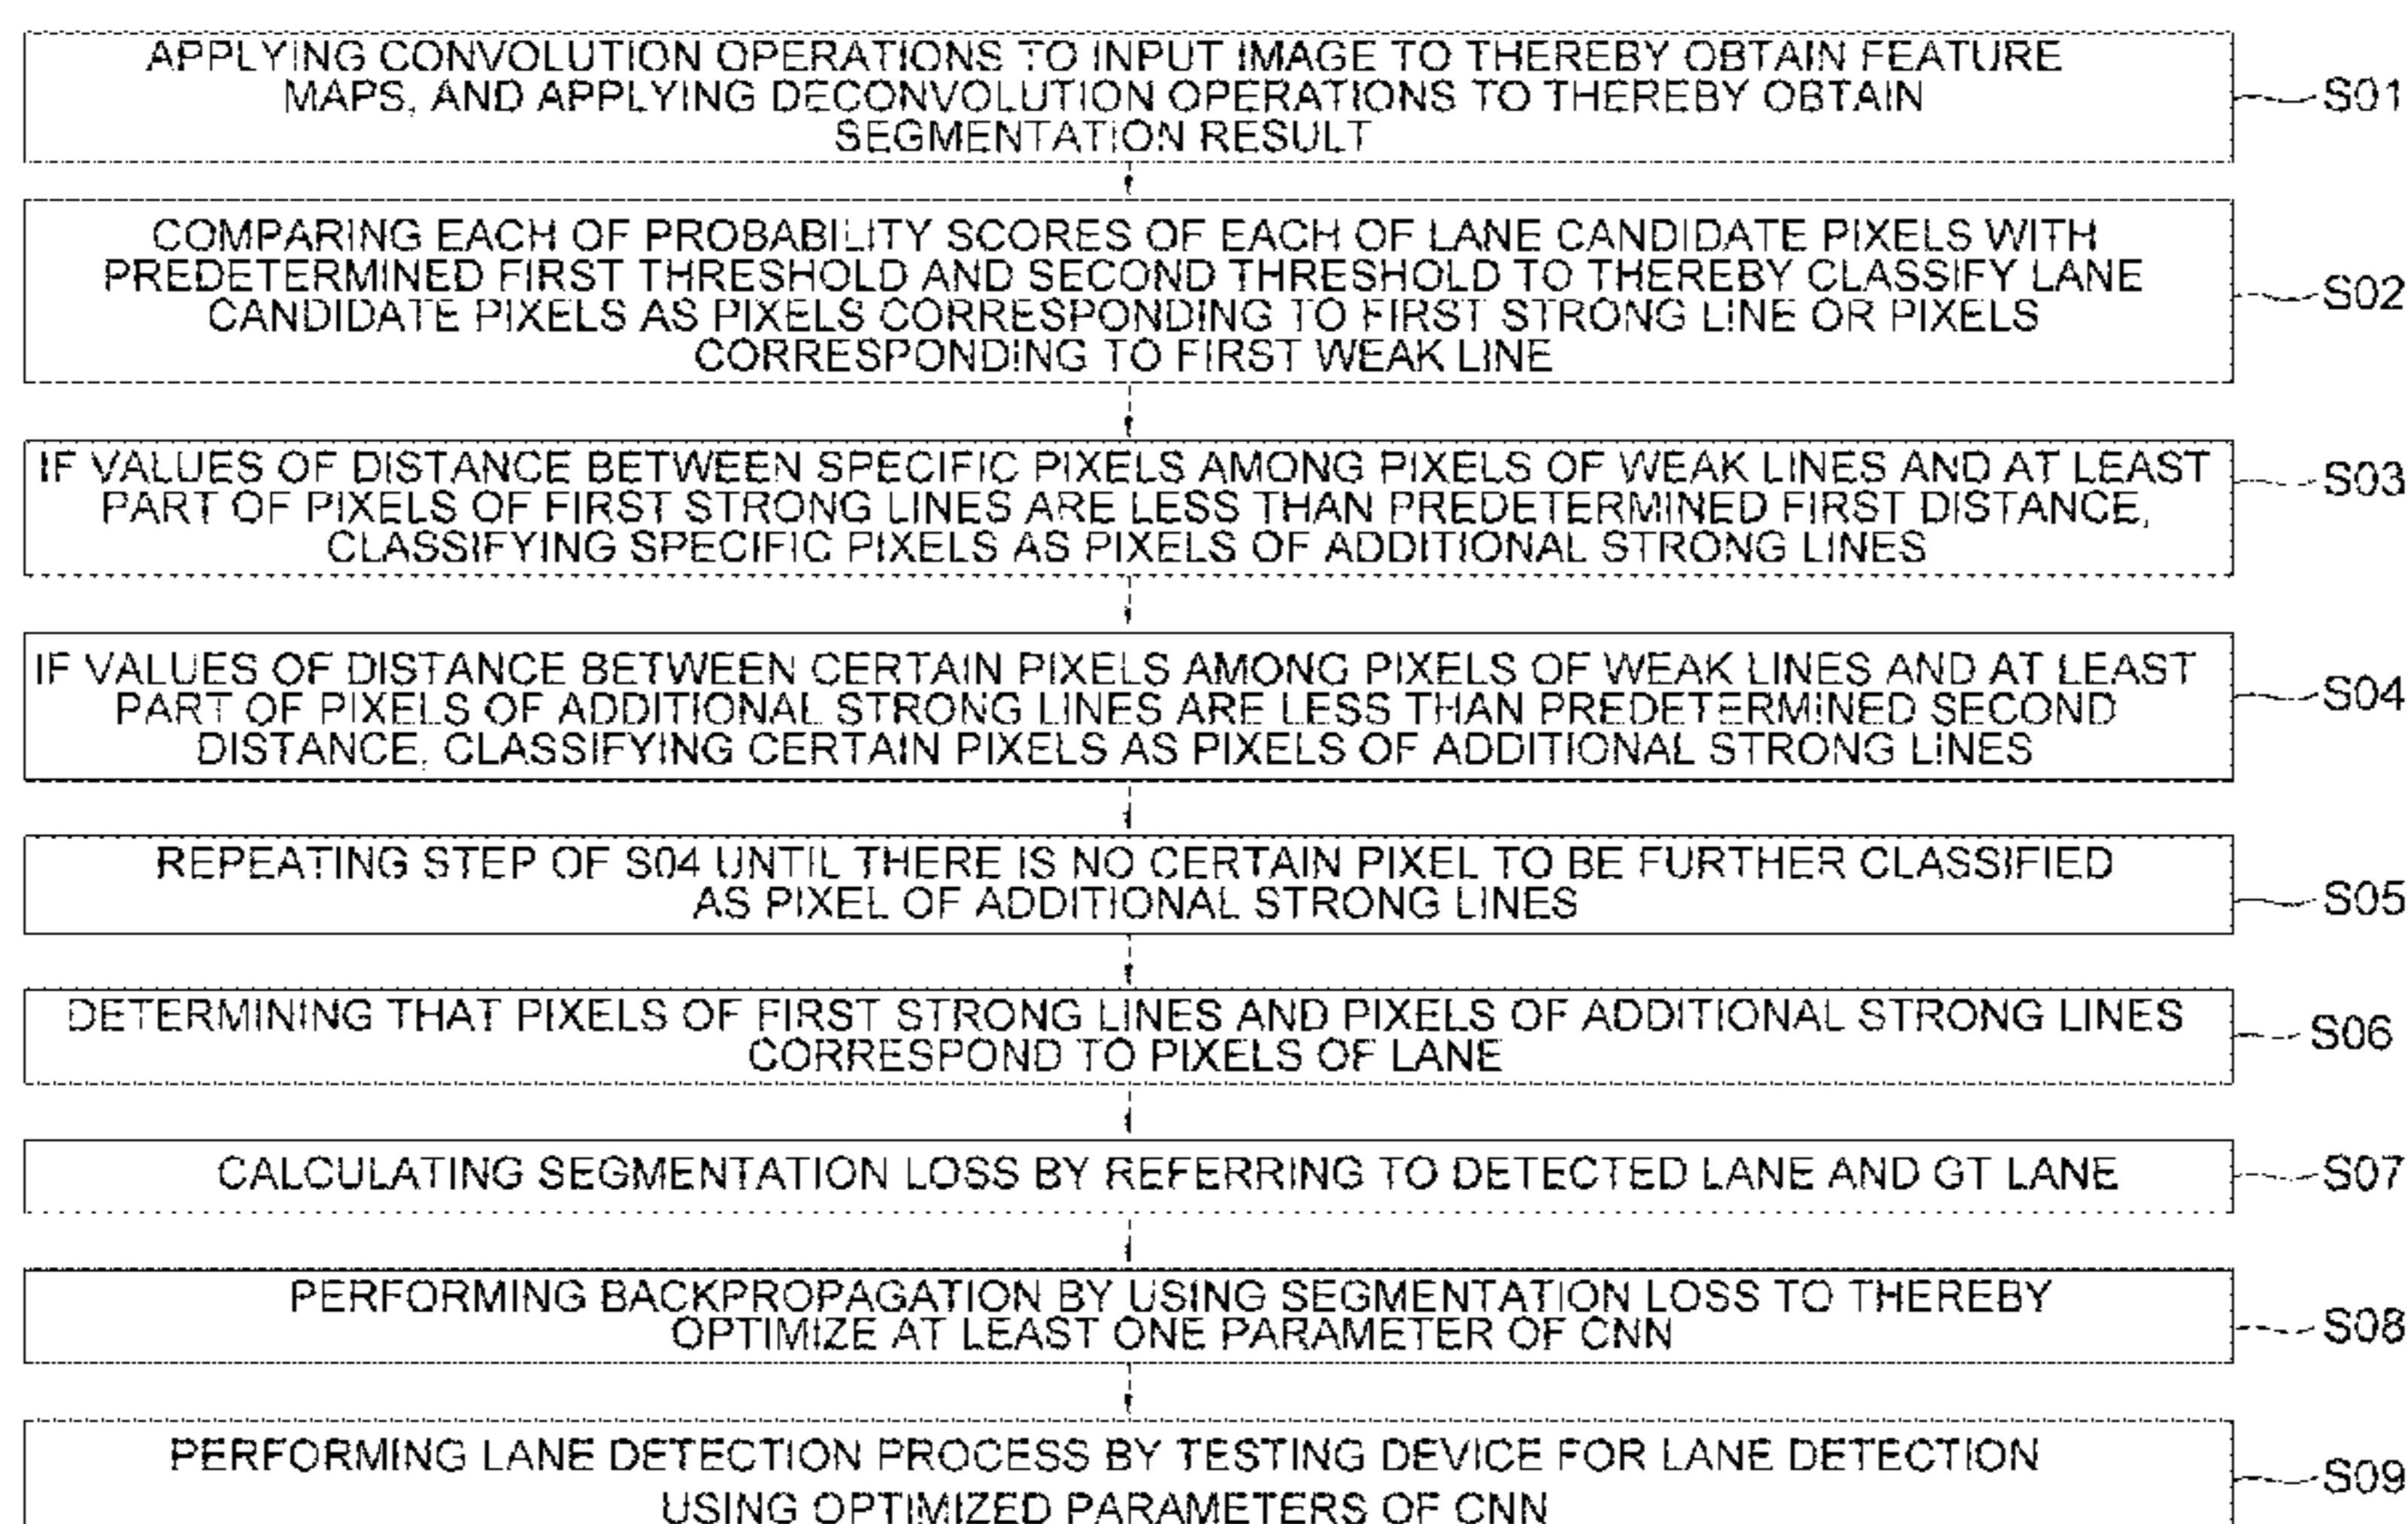 APPLYING CONVOLUTION OPERATIONS TO INPUT IMAGE TO THEREBY OBTAIN FEATURE
MAPS, AND APPLYING DECONVOLUTION OPERATIONS TO THEREBY OBTAIN
SEGMENTATION RESULT
S01
COMPARING EACH OF PROBABILITY SCORES OF EACH OF LANE CANDIDATE PIXELS WITH
PREDETERMINED FIRST THRESHOLD AND SECOND THRESHOLD TO THEREBY CLASSIFY LANE
CANDIDATE PIXELS AS PIXELS CORRESPONDING TO FIRST STRONG LINE OR PIXELS
CORRESPONDING TO FIRST WEAK LINE
S02
IF VALUES OF DISTANCE BETWEEN SPECIFIC PIXELS AMONG PIXELS OF WEAK LINES AND AT LEAST
PART OF PIXELS OF FIRST STRONG LINES ARE LESS THAN PREDETERMINED FIRST DISTANCE,
CLASSIFYING SPECIFIC PIXELS AS PIXELS OF ADDITIONAL STRONG LINES
S03
IF VALUES OF DISTANCE BETWEEN CERTAIN PIXELS AMONG PIXELS OF WEAK LINES AND AT LEAST
PART OF PIXELS OF ADDITIONAL STRONG LINES ARE LESS THAN PREDETERMINED SECOND
DISTANCE, CLASSIFYING CERTAIN PIXELS AS PIXELS OF ADDITIONAL STRONG LINES
S04
REPEATING STEP OF S04 UNTIL THERE IS NO CERTAIN PIXEL TO BE FURTHER CLASSIFIED
AS PIXEL OF ADDITIONAL STRONG LINES
S05
DETERMINING THAT PIXELS OF FIRST STRONG LINES AND PIXELS OF ADDITIONAL STRONG LINES
CORRESPOND TO PIXELS OF LANE
S06
CALCULATING SEGMENTATION LOSS BY REFERRING TO DETECTED LANE AND GT LANE
S07
PERFORMING BACKPROPAGATION BY USING SEGMENTATION LOSS TO THEREBY
OPTIMIZE AT LEAST ONE PARAMETER OF CNN
S08
PERFORMING LANE DETECTION PROCESS BY TESTING DEVICE FOR LANE DETECTION
USING OPTIMIZED PARAMETERS OF CNN
S09